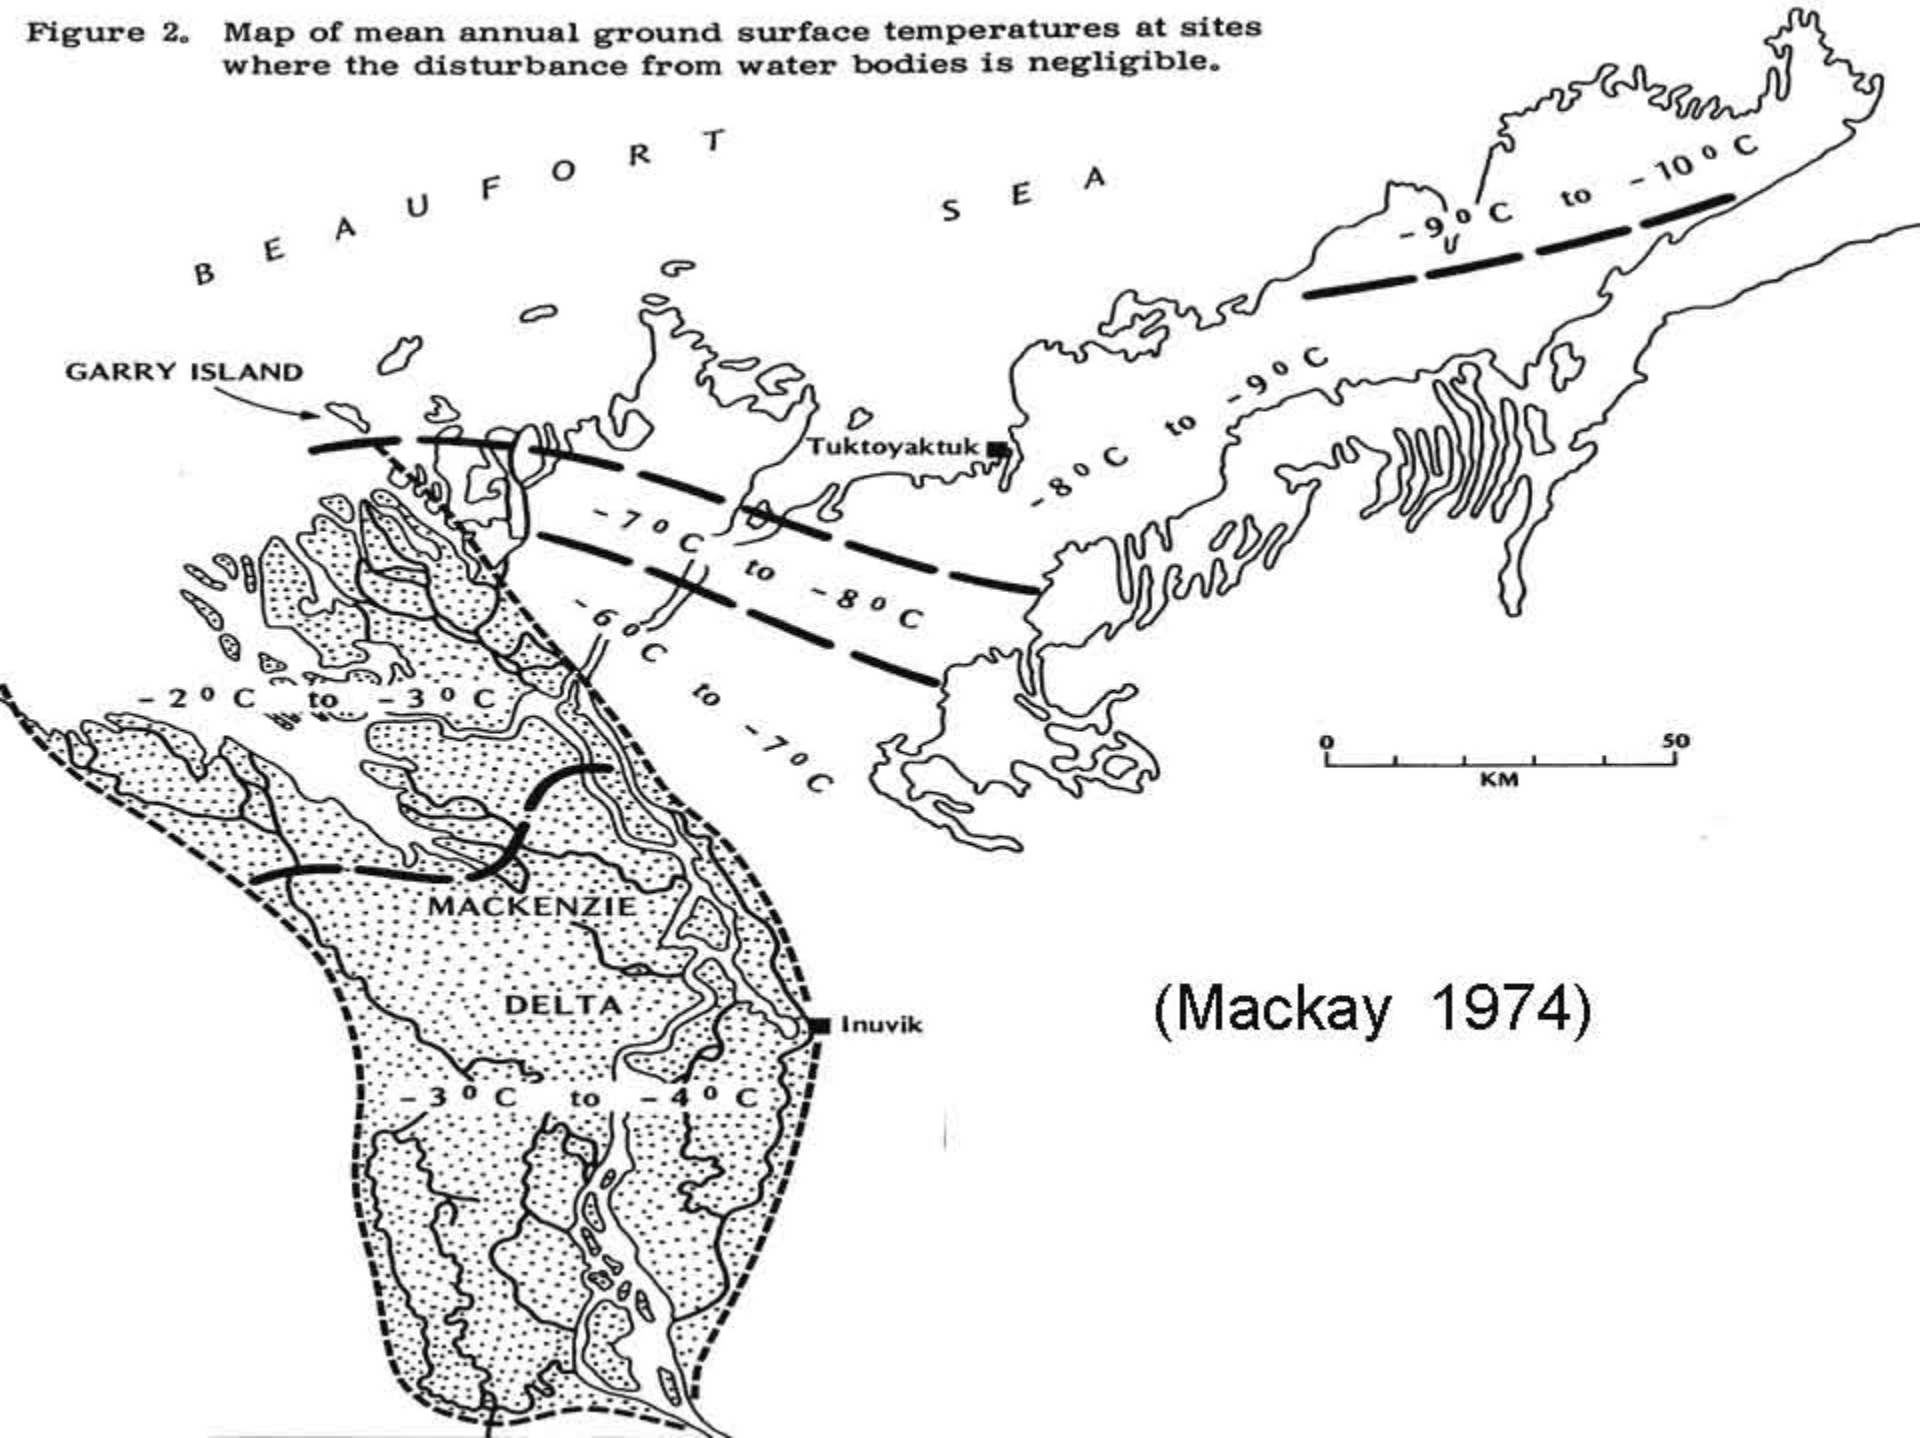 Figure 2. Map of mean annual ground surface temperatures at sites
where the disturbance from water bodies is negligible.
BEAUFORT SEA
-9°C to -10°C
GARRY ISLAND
Tuktoyaktuk
-8°C to -9°C
-7°C to -8°C
-6°C to -7°C
-2°C to -3°C
0 50
KM
MACKENZIE
DELTA
(Mackay 1974)
Inuvik
-3°C to -4°C